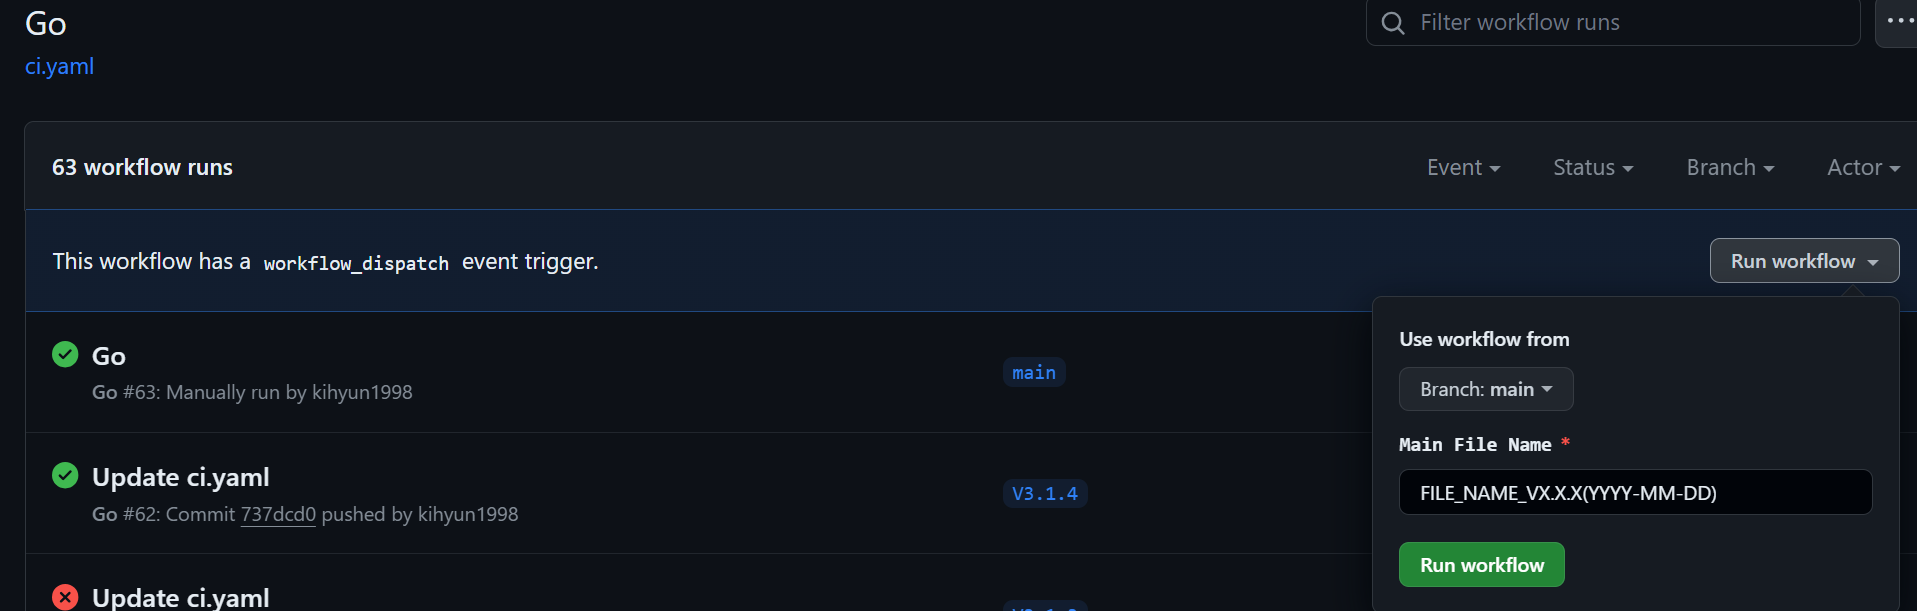 Go
Filter workflow runs
ci.yaml
63 workflow runs
Event
Status
Branch
Actor
This workflow has a workflow_dispatch event trigger.
Run workflow
Use workflow from
Branch: main
Main File Name *
FILE_NAME_VX.X.X(YYYY-MM-DD)
Run workflow
Go
Go #63: Manually run by kihyun1998
main
Update ci.yaml
Go #62: Commit 737dcd0 pushed by kihyun1998
V3.1.4
Update ci.yaml